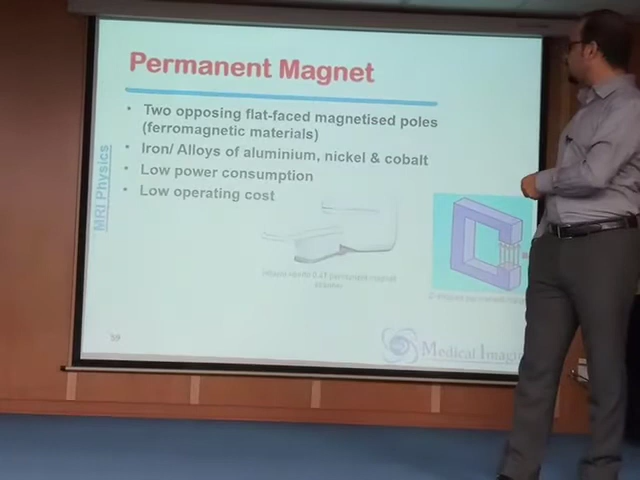 Permanent Magnet
• Two opposing flat-faced magnetised poles
(ferromagnetic materials)
• Iron/ Alloys of aluminium, nickel & cobalt
• Low power consumption
• Low operating cost
MRI Physics
59
Medical Imagi